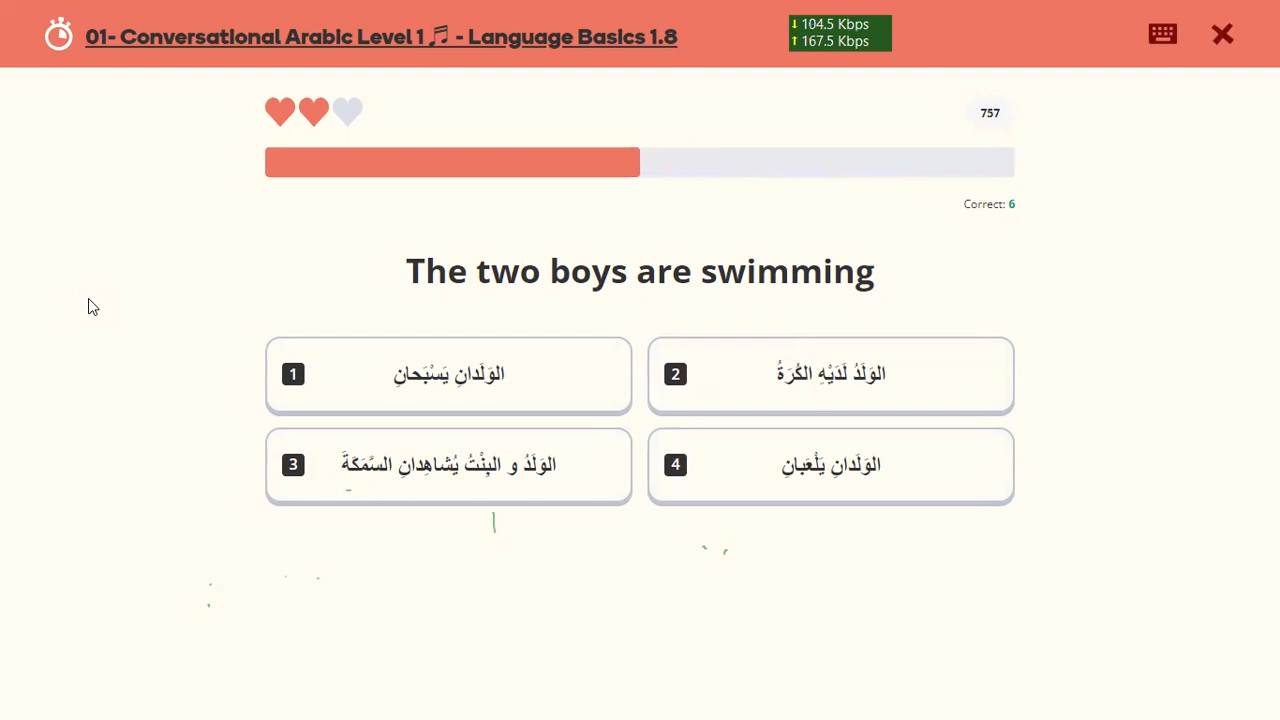 01- Conversational Arabic Level 1 🎵 - Language Basics 1.8
↓ 104.5 Kbps
↑ 167.5 Kbps
757
Correct: 6
The two boys are swimming
1 الوَلَدانِ يَسْبَحانِ
2 الوَلَدُ لَدَيْهِ الكُرَةُ
3 الوَلَدُ و البِنْتُ يُشاهِدانِ السَّمَكَةَ
4 الوَلَدانِ يَلْعَبانِ